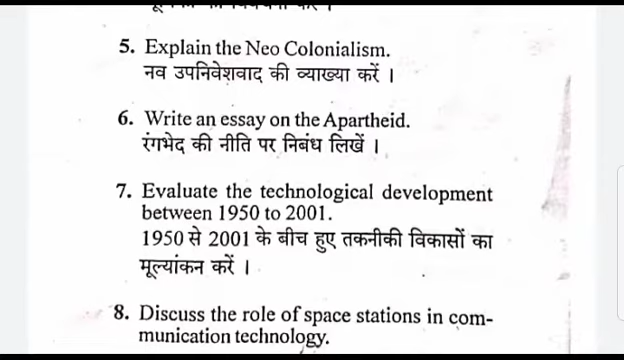 5. Explain the Neo Colonialism.
नव उपनिवेशवाद की व्याख्या करें ।
6. Write an essay on the Apartheid.
रंगभेद की नीति पर निबंध लिखें ।
7. Evaluate the technological development
between 1950 to 2001.
1950 से 2001 के बीच हुए तकनीकी विकासों का
मूल्यांकन करें ।
8. Discuss the role of space stations in com-
munication technology.